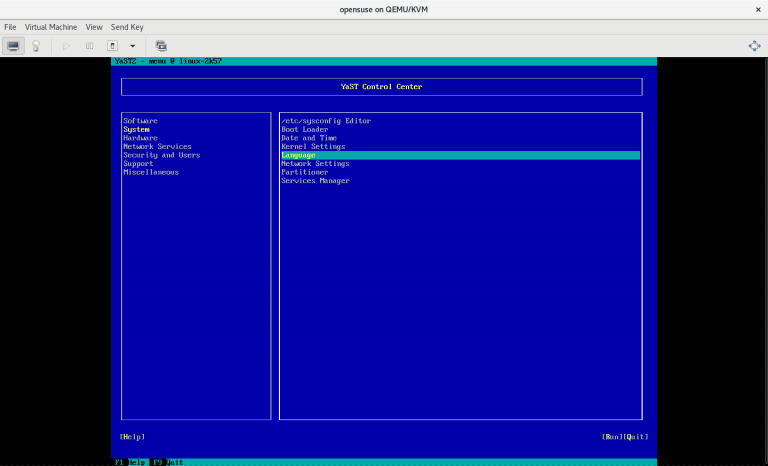 opensuse on QEMU/KVM
File Virtual Machine View Send Key
YaST2 - menu @ linux-2k57
YaST Control Center
Software
System
Hardware
Network Services
Security and Users
Support
Miscellaneous
/etc/sysconfig Editor
Boot Loader
Date and Time
Kernel Settings
Language
Network Settings
Partitioner
Services Manager
[Help] [Run][Quit]
F1 Help F9 Quit